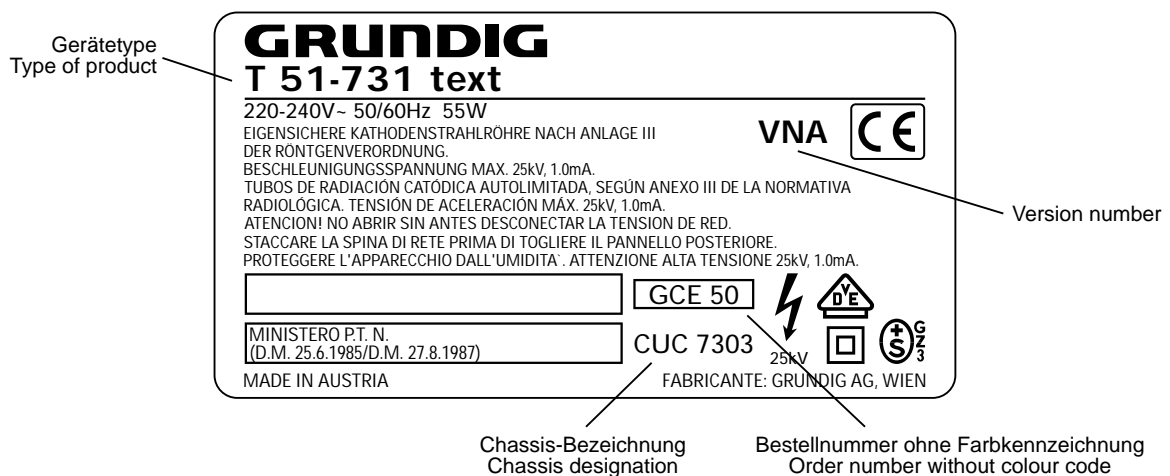 Gerätetype
Type of product
GRUNDIG
T 51-731 text
220-240V~ 50/60Hz 55W
EIGENSICHERE KATHODENSTRAHLRÖHRE NACH ANLAGE III
DER RÖNTGENVERORDNUNG.
BESCHLEUNIGUNGSSPANNUNG MAX. 25kV, 1.0mA.
TUBOS DE RADIACIÓN CATÓDICA AUTOLIMITADA, SEGÚN ANEXO III DE LA NORMATIVA
RADIOLÓGICA. TENSIÓN DE ACELERACIÓN MÁX. 25kV, 1.0mA.
ATENCION! NO ABRIR SIN ANTES DESCONECTAR LA TENSION DE RED.
STACCARE LA SPINA DI RETE PRIMA DI TOGLIERE IL PANNELLO POSTERIORE.
PROTEGGERE L'APPARECCHIO DALL'UMIDITA`. ATTENZIONE ALTA TENSIONE 25kV, 1.0mA.
VNA CE
Version number
GCE 50
DVE
MINISTERO P.T. N.
(D.M. 25.6.1985/D.M. 27.8.1987)
CUC 7303
25kV
+S
GZ3
MADE IN AUSTRIA
FABRICANTE: GRUNDIG AG, WIEN
Chassis-Bezeichnung
Chassis designation
Bestellnummer ohne Farbkennzeichnung
Order number without colour code